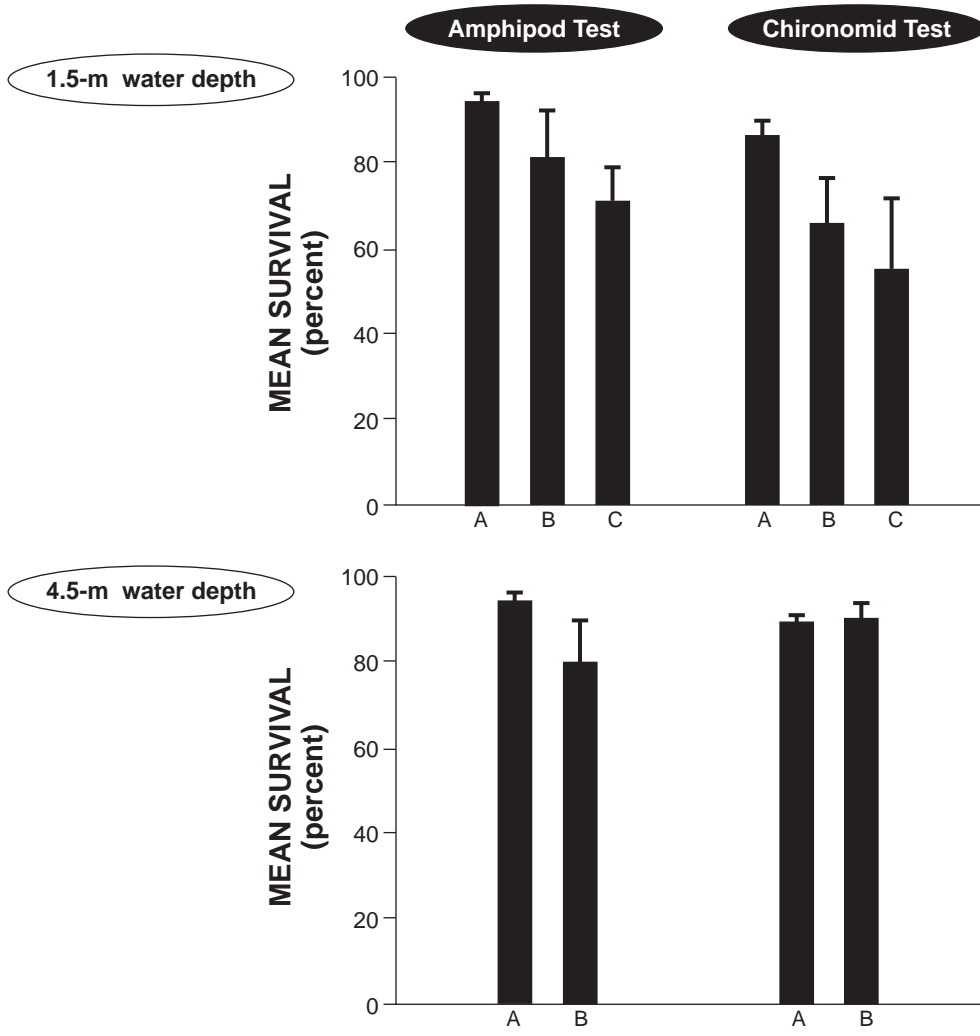 Amphipod Test
Chironomid Test
1.5-m water depth
MEAN SURVIVAL
(percent)
100
80
60
40
20
0
A B C
A B C
4.5-m water depth
MEAN SURVIVAL
(percent)
100
80
60
40
20
0
A B
A B